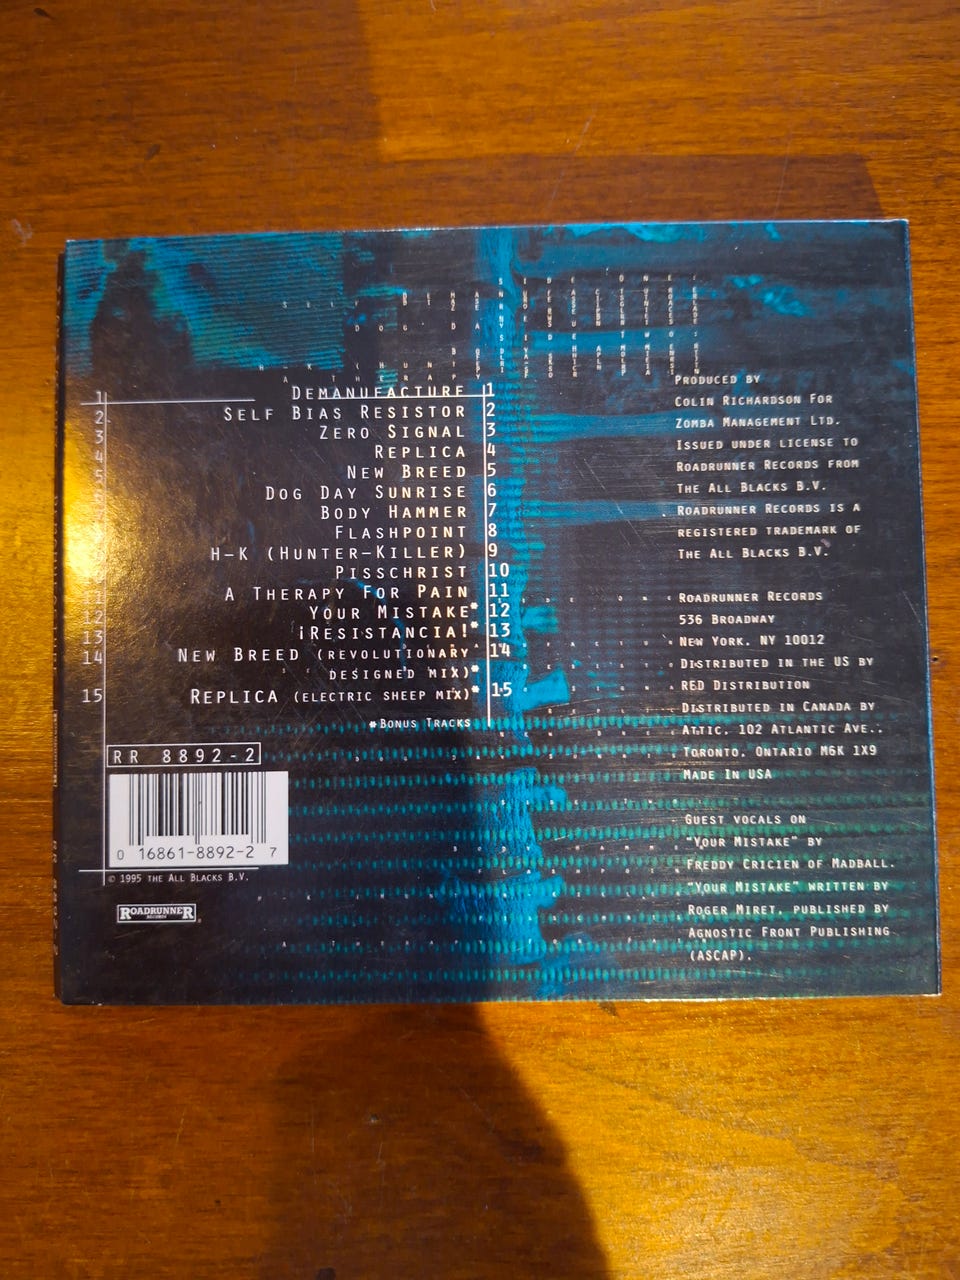 Demanufacture 1
Self Bias Resistor 2
Zero Signal 3
Replica 4
New Breed 5
Dog Day Sunrise 6
Body Hammer 7
Flashpoint 8
H-K (Hunter-Killer) 9
Pisschrist 10
A Therapy For Pain 11
Your Mistake* 12
¡Resistancia!* 13
New Breed (revolutionary 14
designed mix)*
Replica (electric sheep mix)* 15
*Bonus Tracks
1
2
3
4
5
12
13
14
15
RR 8892-2
0 16861-8892-2 7
© 1995 The All Blacks B.V.
Roadrunner
Records
Produced by
Colin Richardson for
Zomba Management Ltd.
Issued under license to
Roadrunner Records from
The All Blacks B.V.
Roadrunner Records is a
registered trademark of
The All Blacks B.V.
Roadrunner Records
536 Broadway
New York, NY 10012
Distributed in the US by
RED Distribution
Distributed in Canada by
Attic, 102 Atlantic Ave.,
Toronto, Ontario M6K 1X9
Made In USA
Guest vocals on
"Your Mistake" by
Freddy Cricien of Madball.
"Your Mistake" written by
Roger Miret, published by
Agnostic Front Publishing
(ASCAP).